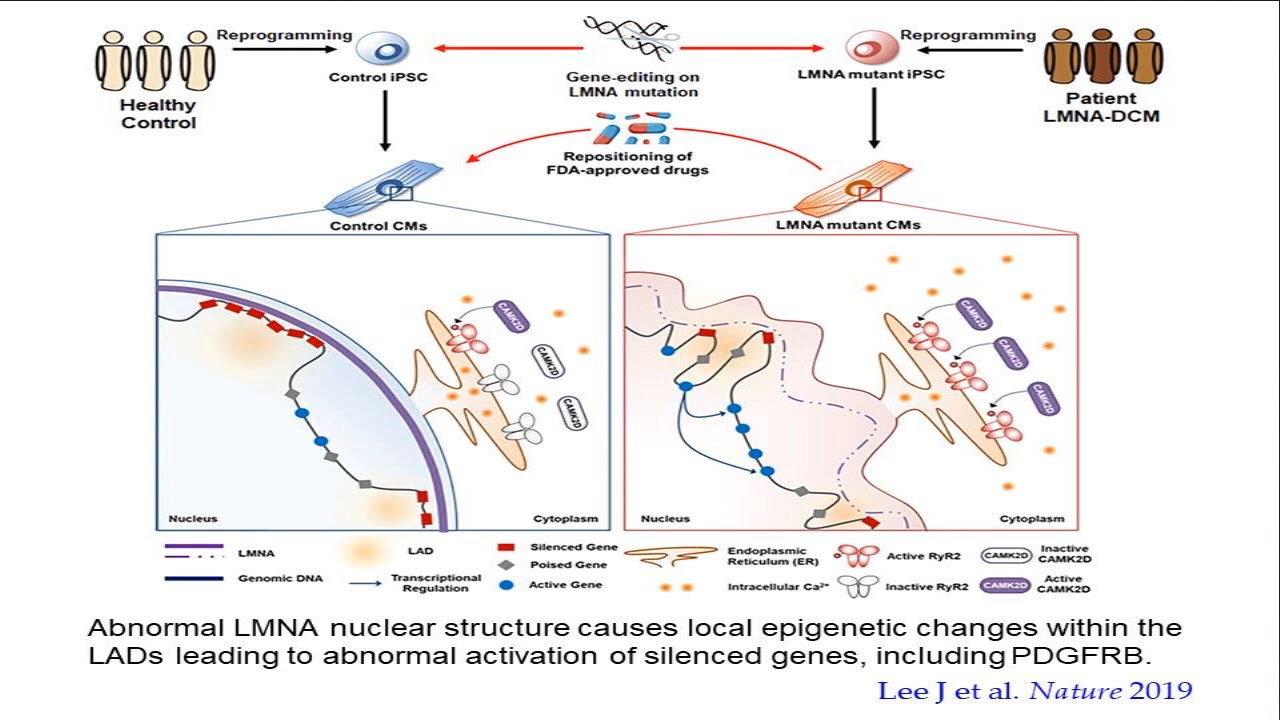 Reprogramming
Reprogramming
Healthy
Control
Control iPSC
Gene-editing on
LMNA mutation
LMNA mutant iPSC
Patient
LMNA-DCM
Repositioning of
FDA-approved drugs
Control CMs
LMNA mutant CMs
CAMK2D
CAMK2D
CAMK2D
Nucleus
Cytoplasm
CAMK2D
CAMK2D
CAMK2D
Nucleus
Cytoplasm
LMNA
Genomic DNA
LAD
Transcriptional
Regulation
Silenced Gene
Poised Gene
Active Gene
Endoplasmic
Reticulum (ER)
Intracellular Ca²⁺
Active RyR2
Inactive RyR2
CAMK2D
Inactive
CAMK2D
CAMK2D
Active
CAMK2D
Abnormal LMNA nuclear structure causes local epigenetic changes within the
LADs leading to abnormal activation of silenced genes, including PDGFRB.
Lee J et al. Nature 2019